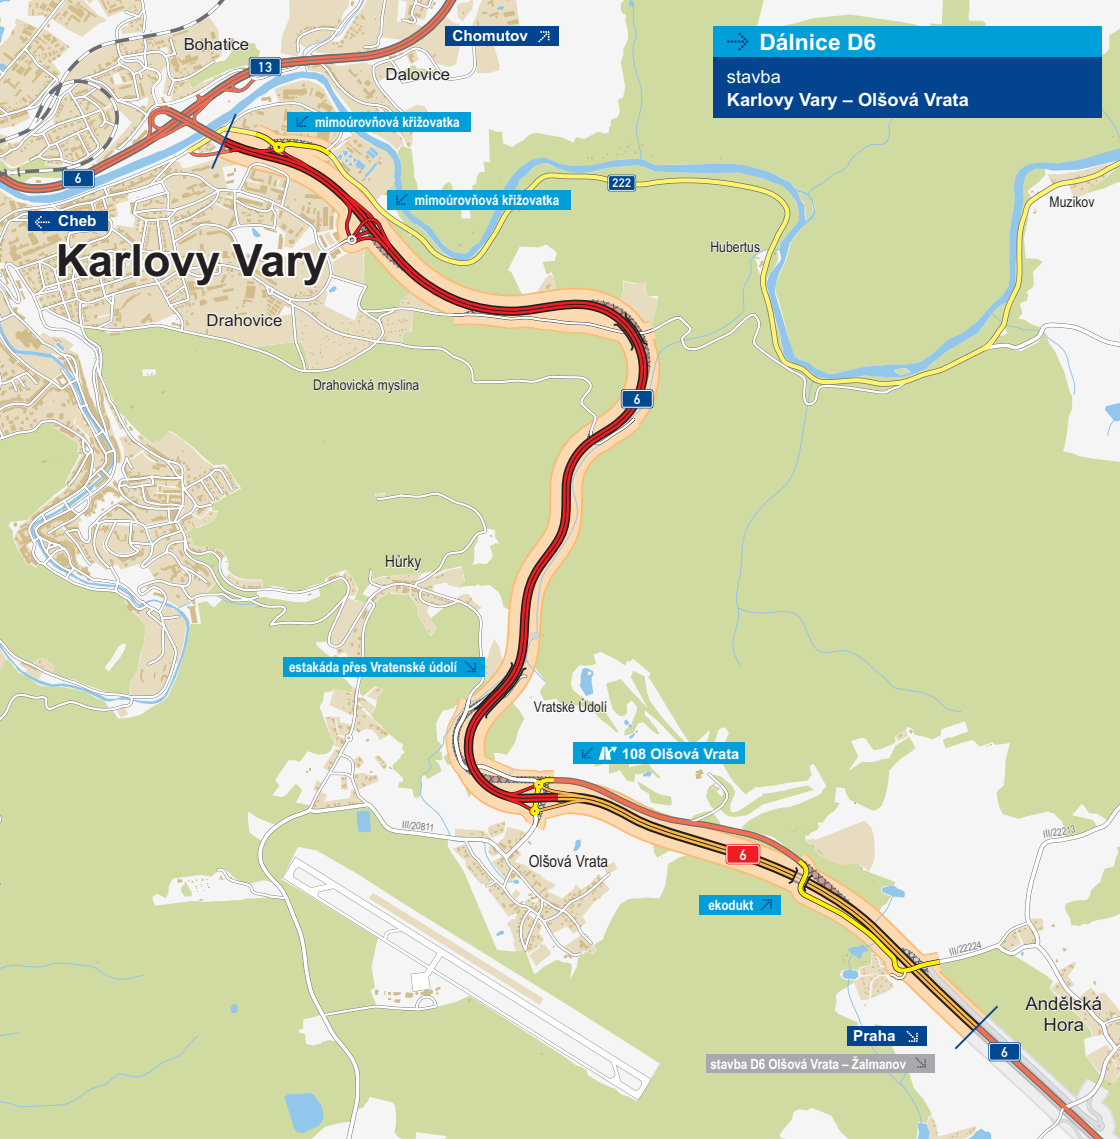 Bohatice
Chomutov
Dálnice D6
stavba
Karlovy Vary – Olšová Vrata
13
Dalovice
mimoúrovňová křižovatka
6
222
mimoúrovňová křižovatka
Muzikov
Cheb
Hubertus
Karlovy Vary
Drahovice
Drahovická myslina
6
Hůrky
estakáda přes Vratenské údolí
Vratské Údolí
108 Olšová Vrata
III/20811
III/22213
Olšová Vrata
6
ekodukt
III/22224
Andělská
Hora
Praha
6
stavba D6 Olšová Vrata – Žalmanov